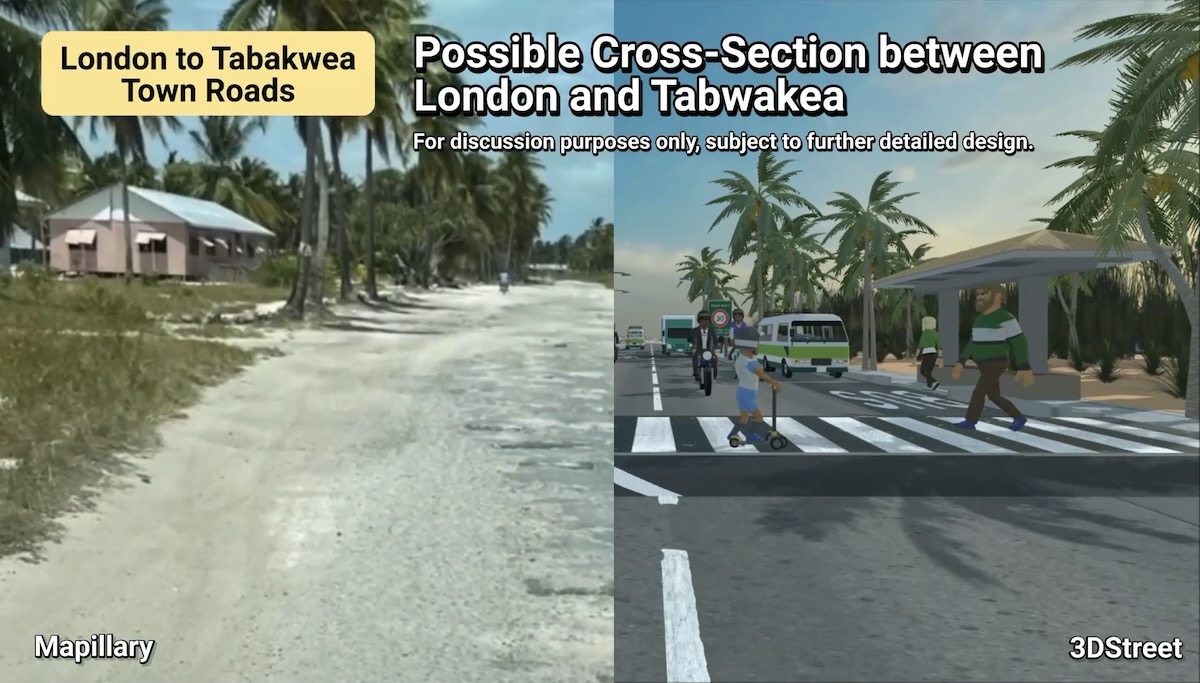 London to Tabakwea
Town Roads
Possible Cross-Section between
London and Tabwakea
For discussion purposes only, subject to further detailed design.
30
Mapillary
3DStreet